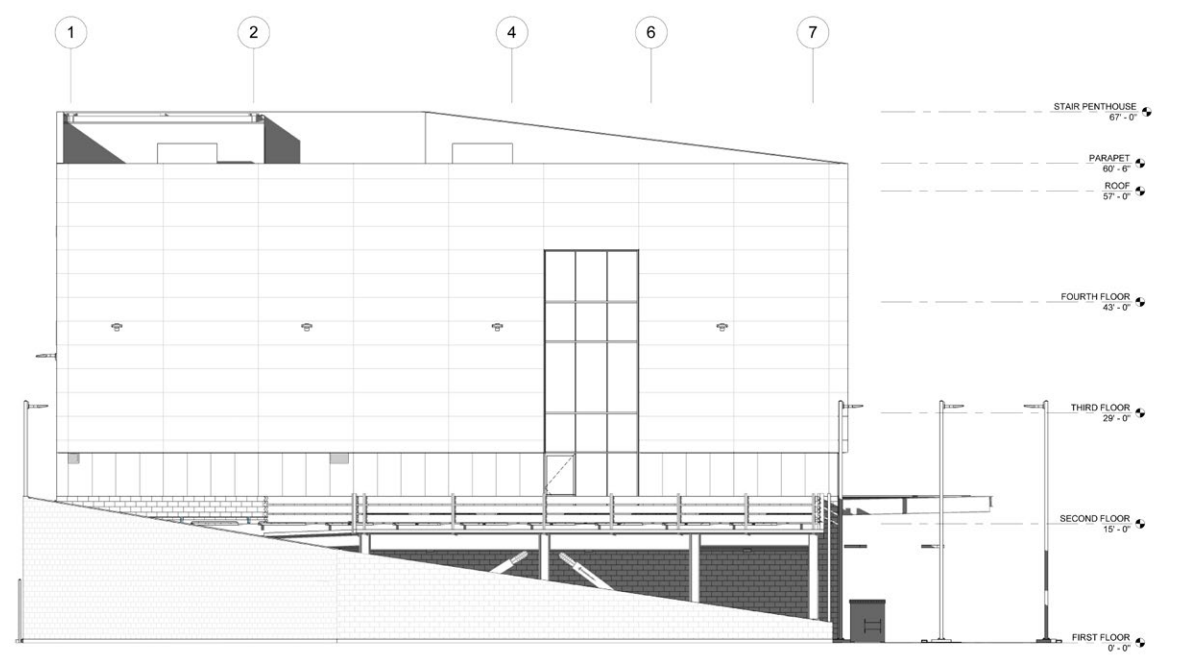 1
2
4
6
7
STAIR PENTHOUSE
67' - 0"
PARAPET
60' - 6"
ROOF
57' - 0"
FOURTH FLOOR
43' - 0"
THIRD FLOOR
29' - 0"
SECOND FLOOR
15' - 0"
FIRST FLOOR
0' - 0"